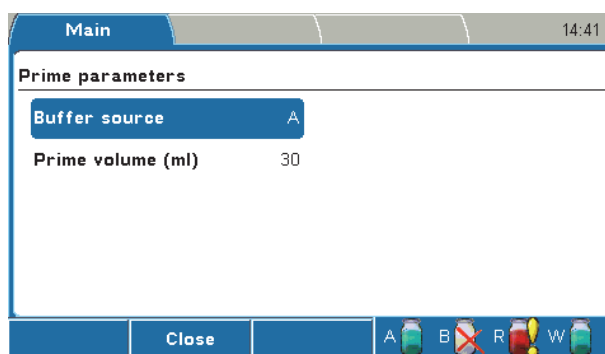 Main 14:41
Prime parameters
Buffer source A
Prime volume (ml) 30
Close A B R W